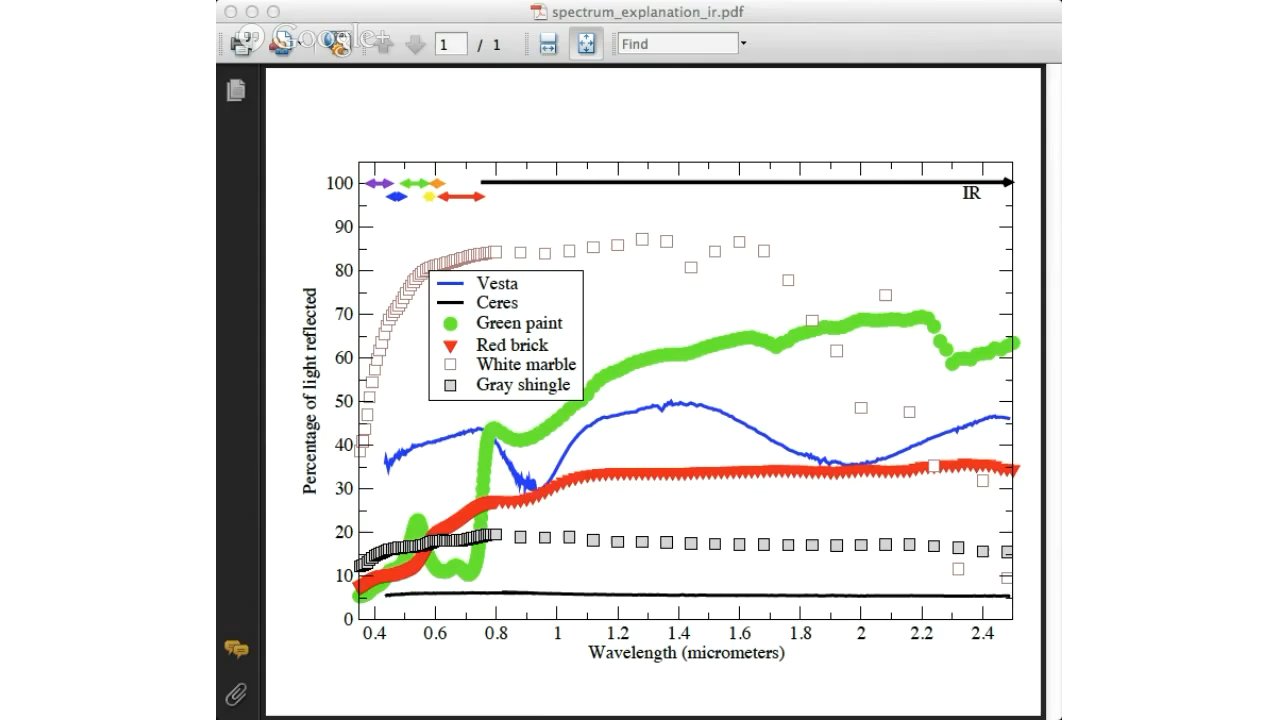 spectrum_explanation_ir.pdf
Google+
1 / 1
Find
100
90
80
70
60
50
40
30
20
10
0
IR
Vesta
Ceres
Green paint
Red brick
White marble
Gray shingle
Percentage of light reflected
0.4 0.6 0.8 1 1.2 1.4 1.6 1.8 2 2.2 2.4
Wavelength (micrometers)